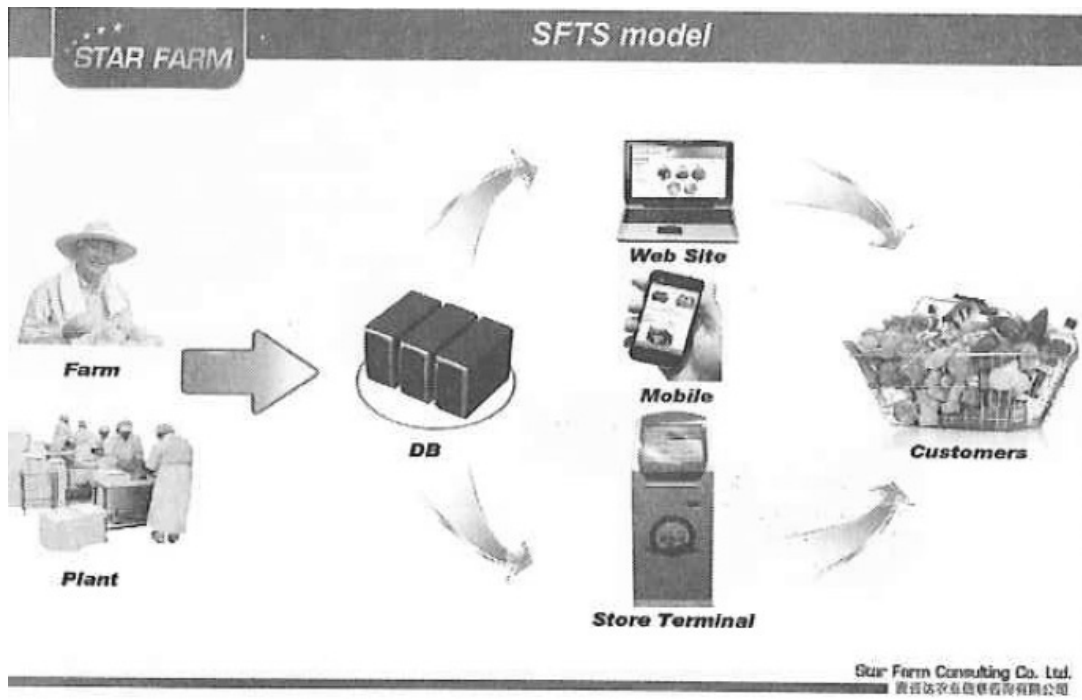 STAR FARM
SFTS model
Web Site
Farm
Mobile
DB
Customers
Plant
Store Terminal
Star Farm Consulting Co. Ltd.